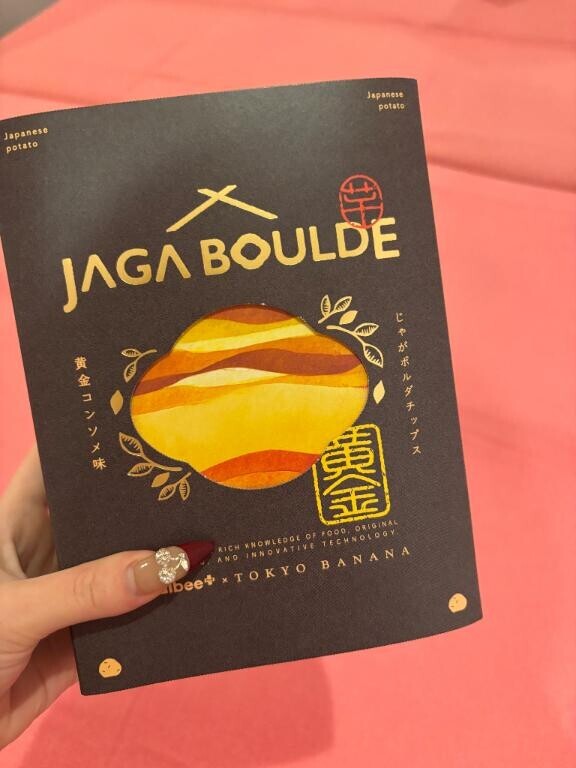 Japanese
potato
Japanese
potato
芋
JAGA BOULDE
黄金コンソメ味
じゃがボルダチップス
黄金
RICH KNOWLEDGE OF FOOD, ORIGINAL
AND INNOVATIVE TECHNOLOGY.
lbee+ × TOKYO BANANA